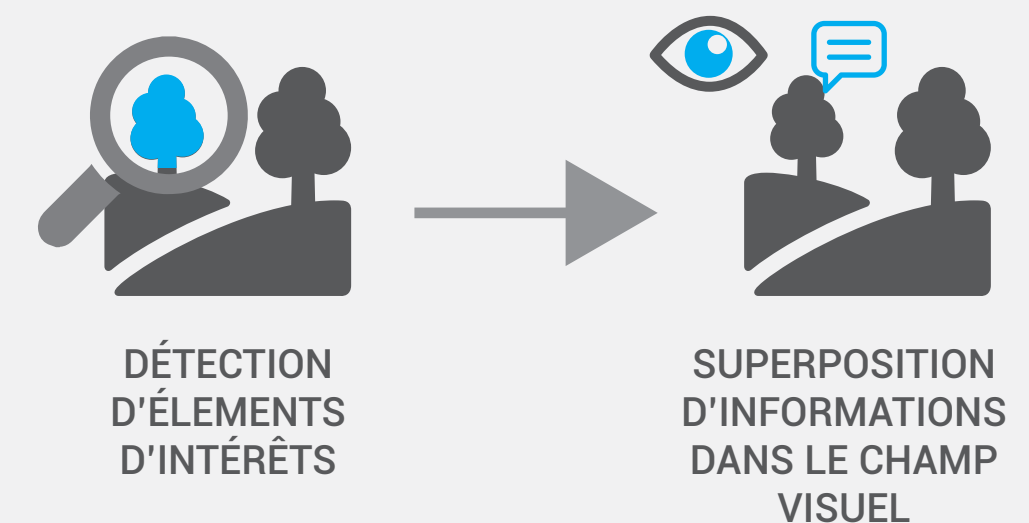 DÉTECTION
D'ÉLEMENTS
D'INTÉRÊTS
SUPERPOSITION
D'INFORMATIONS
DANS LE CHAMP
VISUEL